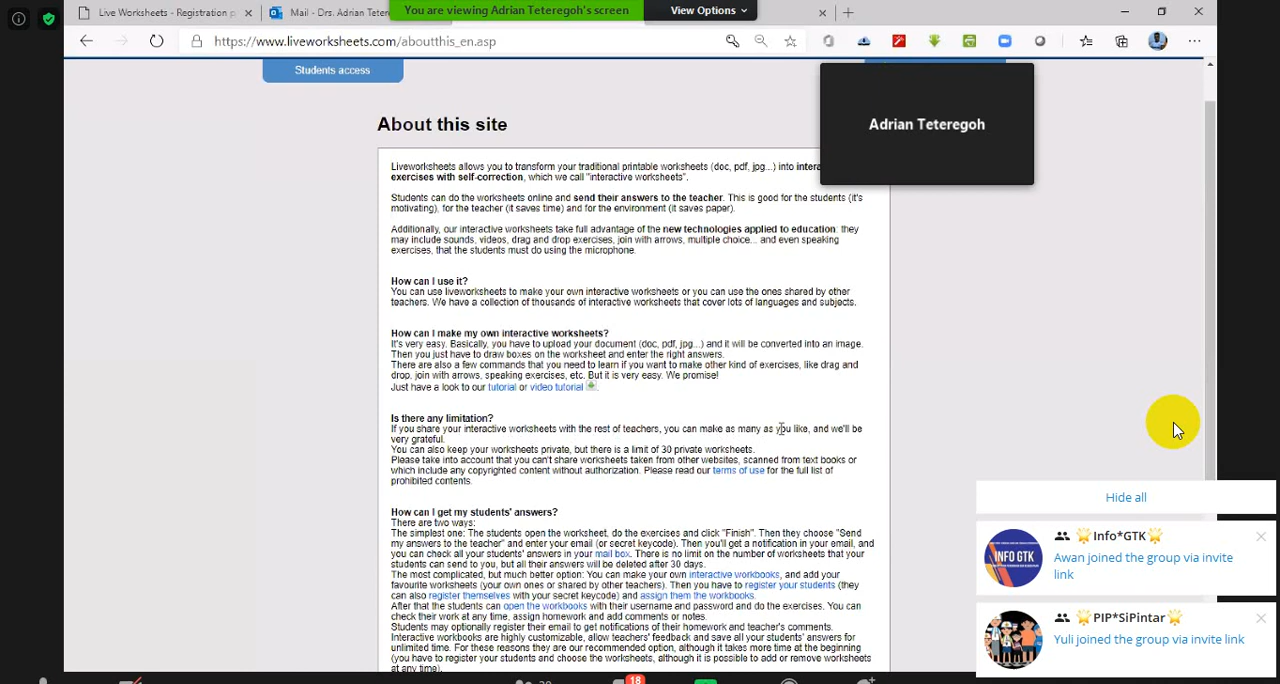 Live Worksheets - Registration p
Mail - Drs. Adrian Teter
You are viewing Adrian Teteregoh's screen
View Options
https://www.liveworksheets.com/aboutthis_en.asp
Students access
Adrian Teteregoh
About this site
Liveworksheets allows you to transform your traditional printable worksheets (doc, pdf, jpg...) into
exercises with self-correction, which we call "interactive worksheets".
Students can do the worksheets online and send their answers to the teacher. This is good for the students (it's
motivating), for the teacher (it saves time) and for the environment (it saves paper).
Additionally, our interactive worksheets take full advantage of the new technologies applied to education: they
may include sounds, videos, drag and drop exercises, join with arrows, multiple choice... and even speaking
exercises, that the students must do using the microphone.
How can I use it?
You can use liveworksheets to make your own interactive worksheets or you can use the ones shared by other
teachers. We have a collection of thousands of interactive worksheets that cover lots of languages and subjects.
How can I make my own interactive worksheets?
It's very easy. Basically, you have to upload your document (doc, pdf, jpg...) and it will be converted into an image.
Then you just have to draw boxes on the worksheet and enter the right answers.
There are also a few commands that you need to learn if you want to make other kind of exercises, like drag and
drop, join with arrows, speaking exercises, etc. But it is very easy. We promise!
Just have a look to our tutorial or video tutorial
Is there any limitation?
If you share your interactive worksheets with the rest of teachers, you can make as many as you like, and we'll be
very grateful.
You can also keep your worksheets private, but there is a limit of 30 private worksheets.
Please take into account that you can't share worksheets taken from other websites, scanned from text books or
which include any copyrighted content without authorization. Please read our terms of use for the full list of
prohibited contents.
How can I get my students' answers?
There are two ways:
The simplest one: The students open the worksheet, do the exercises and click "Finish". Then they choose "Send
my answers to the teacher" and enter your email (or secret keycode). Then you'll get a notification in your email, and
you can check all your students' answers in your mail box. There is no limit on the number of worksheets that your
students can send to you, but all their answers will be deleted after 30 days.
The most complicated, but much better option: You can make your own interactive workbooks, and add your
favourite worksheets (your own ones or shared by other teachers). Then you have to register your students (they
can also register themselves with your secret keycode) and assign them the workbooks.
After that the students can open the workbooks with their username and password and do the exercises. You can
check their work at any time, assign homework and add comments or notes.
Students may optionally register their email to get notifications of their homework and teacher's comments.
Interactive workbooks are highly customizable, allow teachers' feedback and save all your students' answers for
unlimited time. For these reasons they are our recommended option, although it takes more time at the beginning
(you have to register your students and choose the worksheets, although it is possible to add or remove worksheets
at any time).
Hide all
INFO GTK
Info*GTK
Awan joined the group via invite
link
PIP*SiPintar
Yuli joined the group via invite link
18